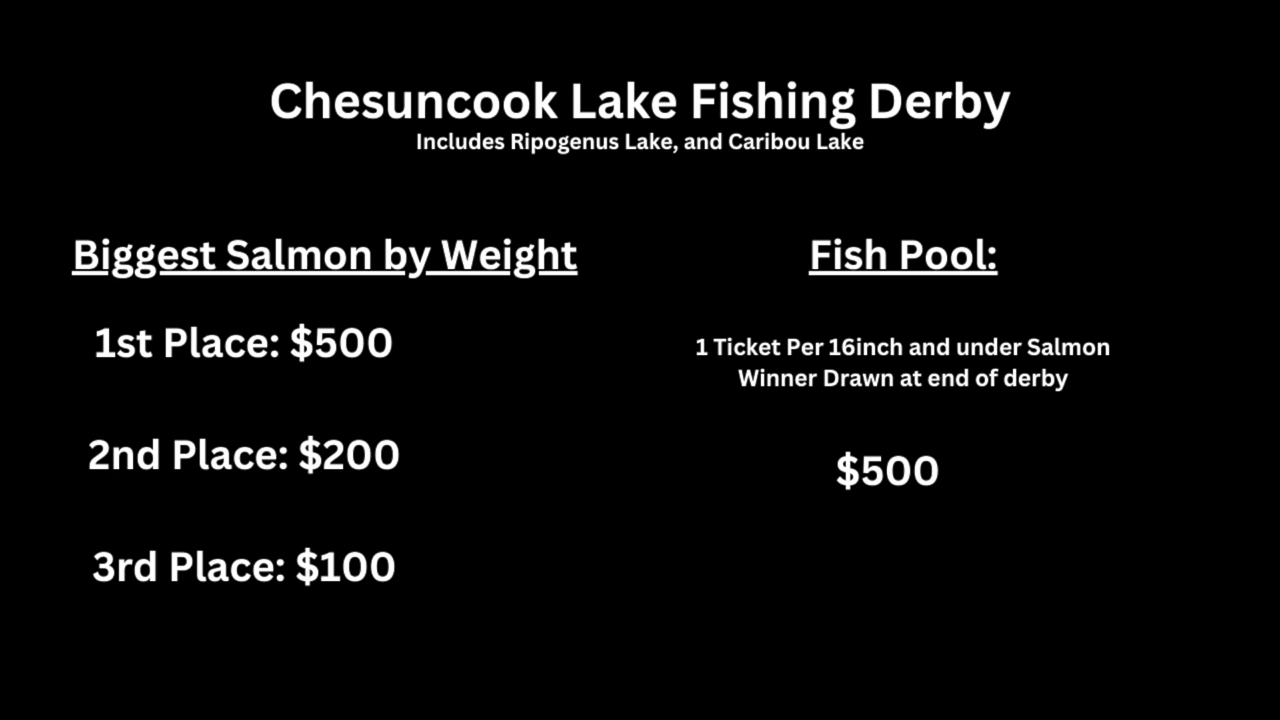 Chesuncook Lake Fishing Derby
Includes Ripogenus Lake, and Caribou Lake
Biggest Salmon by Weight
1st Place: $500
2nd Place: $200
3rd Place: $100
Fish Pool:
1 Ticket Per 16inch and under Salmon
Winner Drawn at end of derby
$500